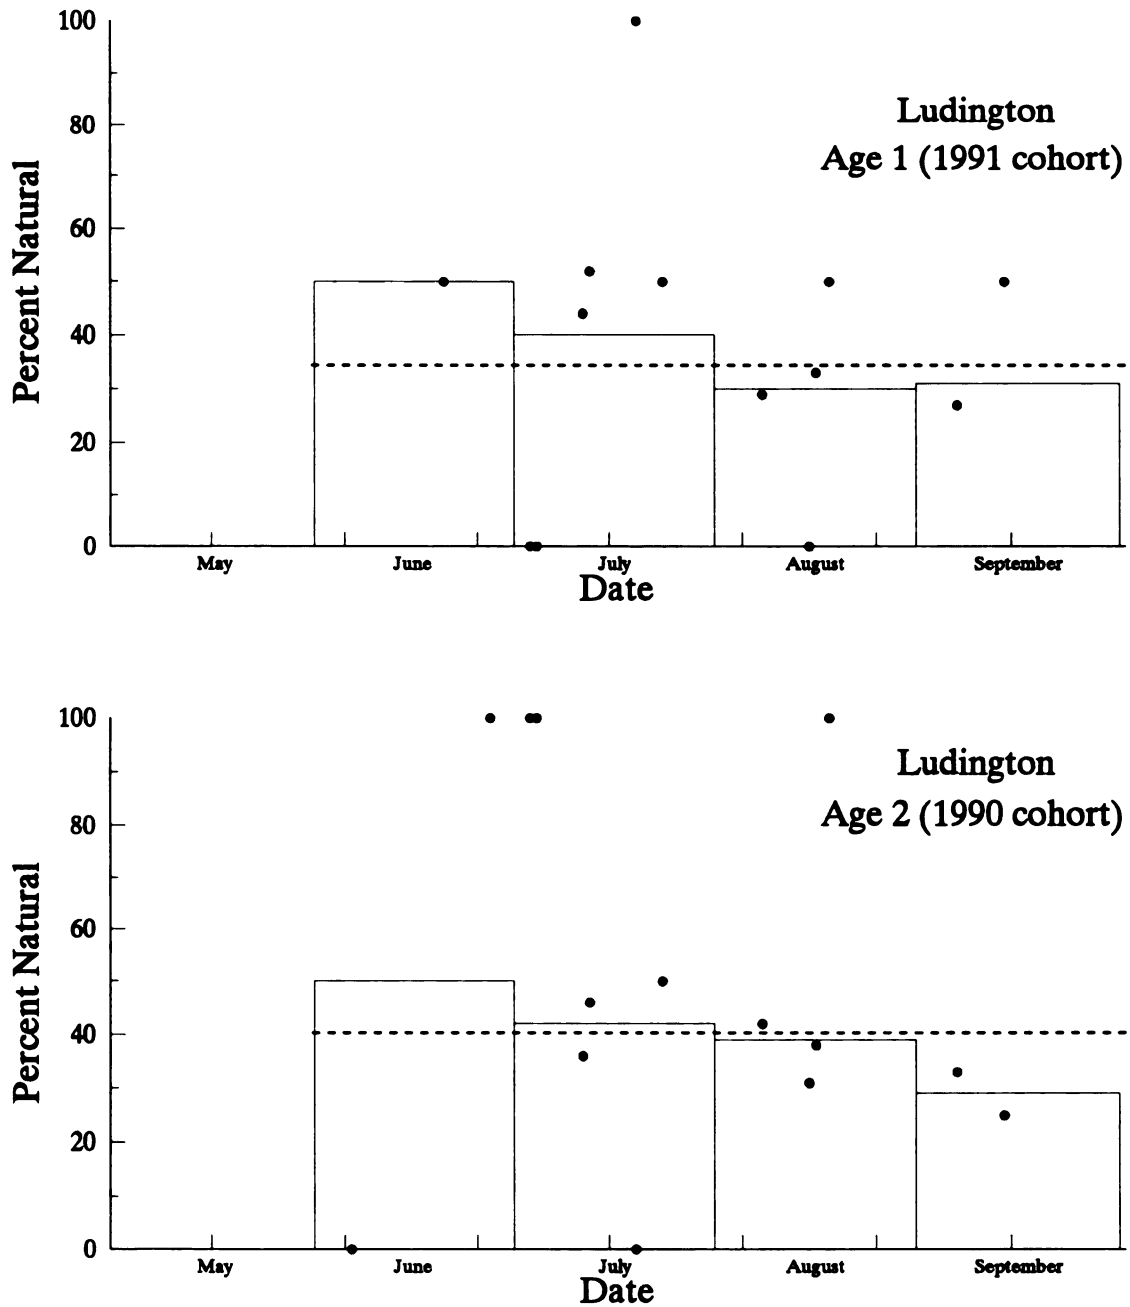 100
80
60
40
20
0
Percent Natural
Ludington
Age 1 (1991 cohort)
May June July August September
Date
100
80
60
40
20
0
Percent Natural
Ludington
Age 2 (1990 cohort)
May June July August September
Date